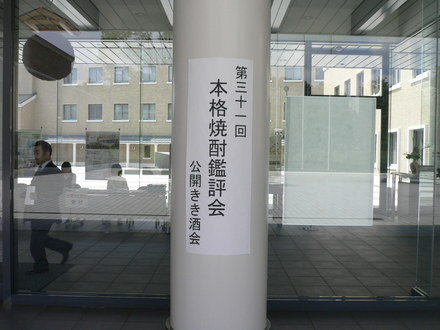 第三十一回
本格焼酎鑑評会
公開きき酒会